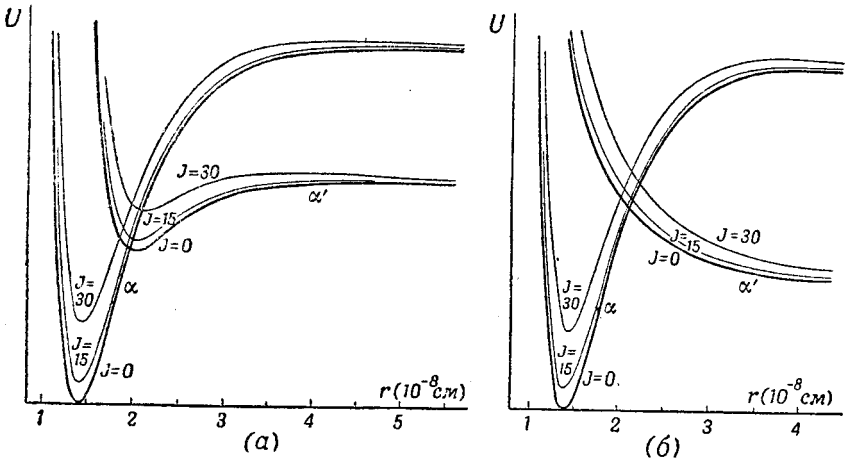 U
J=30
J=15
J=0
α'
α
J=
30
J=
15
J=0
r(10⁻⁸см)
1 2 3 4 5
(а)
U
J=30
J=
15
J=0
α'
α
J=
30
J=
15
J=0
r(10⁻⁸см)
1 2 3 4
(б)